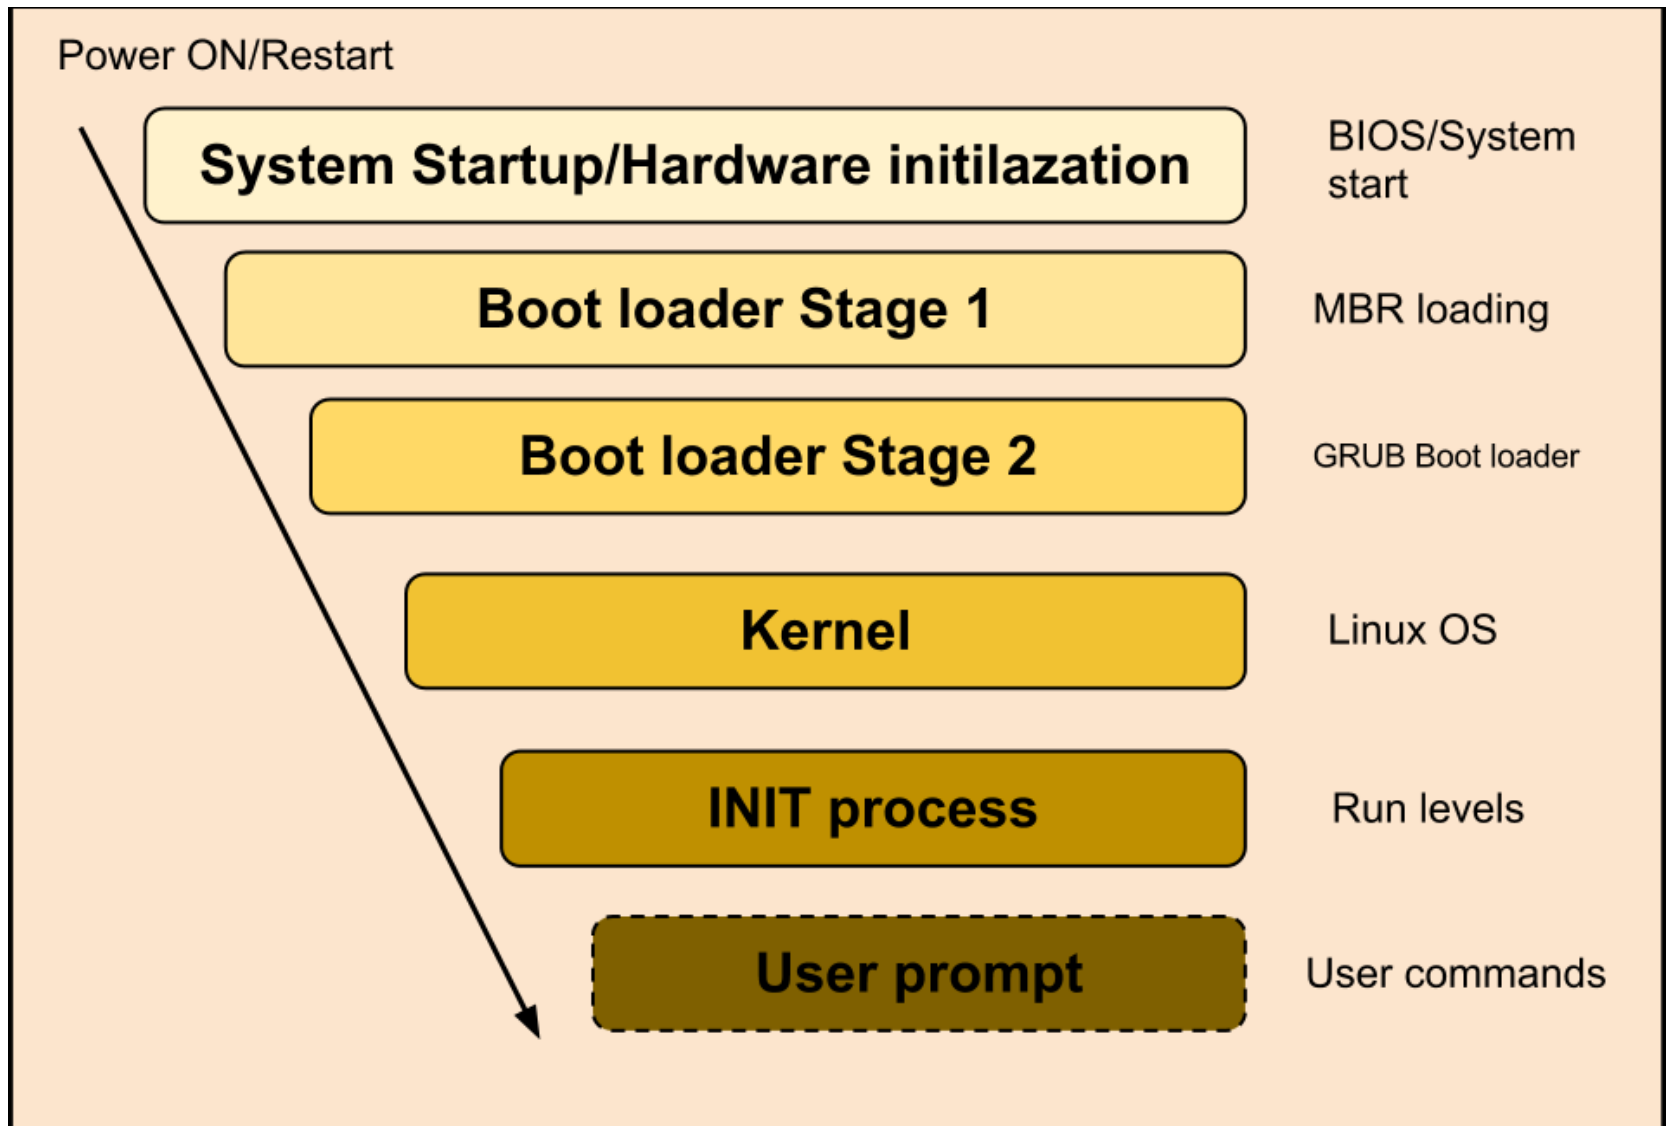 Power ON/Restart
System Startup/Hardware initilazation
BIOS/System
start
Boot loader Stage 1
MBR loading
Boot loader Stage 2
GRUB Boot loader
Kernel
Linux OS
INIT process
Run levels
User prompt
User commands